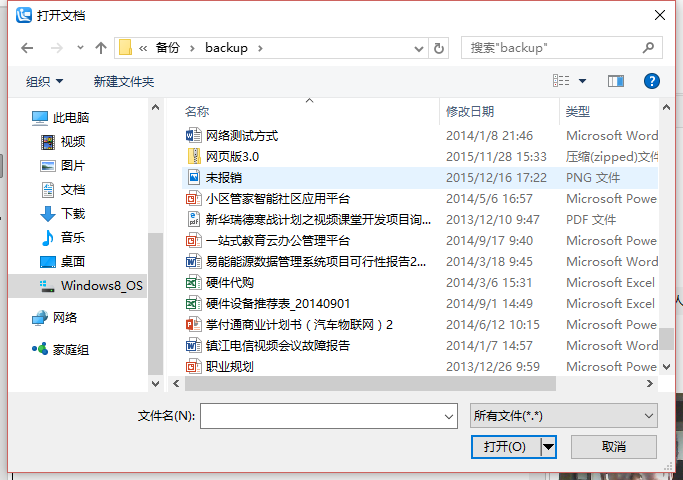 打开文档
« 备份 › backup ›
搜索"backup"
组织 新建文件夹
名称 修改日期 类型
此电脑
视频
图片
文档
下载
音乐
桌面
Windows8_OS
网络
家庭组
网络测试方式 2014/1/8 21:46 Microsoft Word
网页版3.0 2015/11/28 15:33 压缩(zipped)文件
未报销 2015/12/16 17:22 PNG 文件
小区管家智能社区应用平台 2014/5/6 16:57 Microsoft Powe
新华瑞德寒战计划之视频课堂开发项目询... 2013/12/10 9:47 PDF 文件
一站式教育云办公管理平台 2014/9/17 9:40 Microsoft Powe
易能能源数据管理系统项目可行性报告2... 2014/3/18 9:45 Microsoft Word
硬件代购 2014/3/6 15:31 Microsoft Excel
硬件设备推荐表_20140901 2014/9/1 14:49 Microsoft Excel
掌付通商业计划书（汽车物联网）2 2014/6/12 10:15 Microsoft Powe
镇江电信视频会议故障报告 2014/1/7 14:57 Microsoft Word
职业规划 2013/12/26 9:59 Microsoft Powe
文件名(N):
所有文件(*.*)
打开(O) 取消